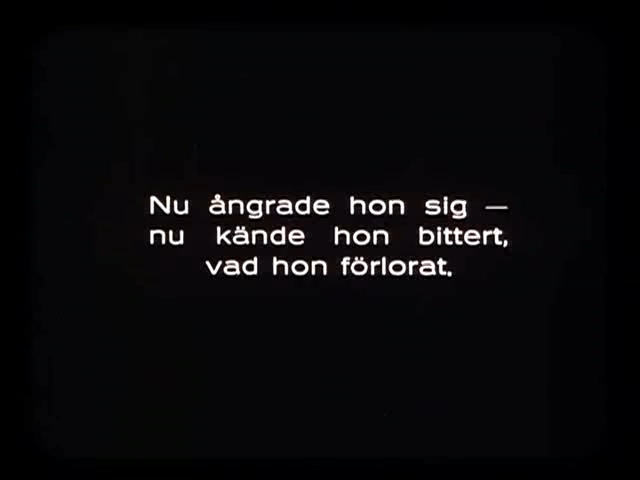 Nu ångrade hon sig —
nu kände hon bittert,
vad hon förlorat.